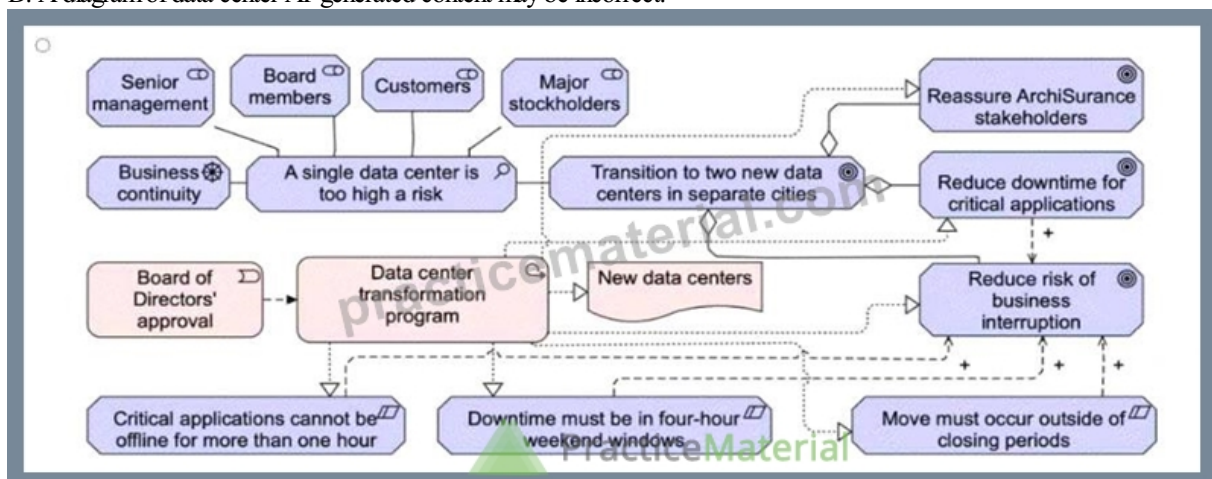 D. A diagram of data center AI-generated content may be incorrect.
Senior
management
Board
members
Customers
Major
stockholders
Reassure ArchiSurance
stakeholders
Business
continuity
A single data center is
too high a risk
Transition to two new data
centers in separate cities
Reduce downtime for
critical applications
+
Board of
Directors'
approval
Data center
transformation
program
New data centers
Reduce risk of
business
interruption
+
+
+
Critical applications cannot be
offline for more than one hour
Downtime must be in four-hour
weekend windows
Move must occur outside of
closing periods
practicematerial.com
PracticeMaterial